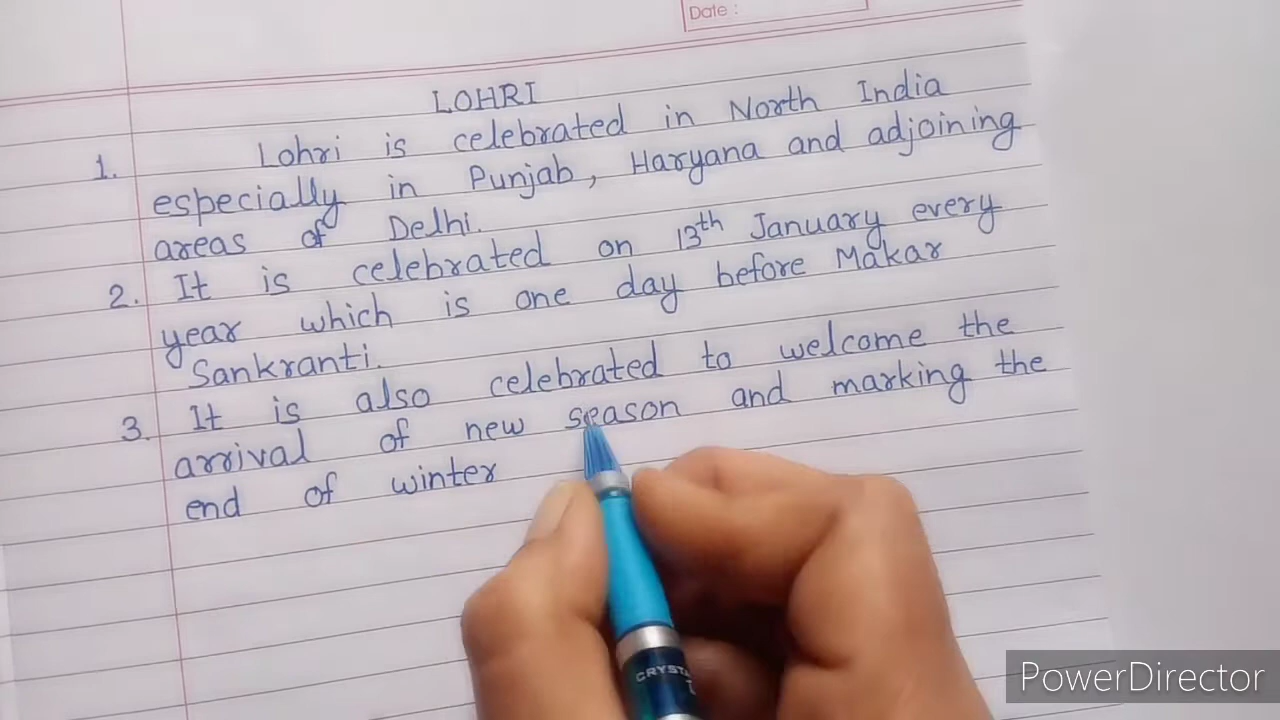 Date :
LOHRI
1. Lohri is celebrated in North India
especially in Punjab, Haryana and adjoining
areas of Delhi.
2. It is celebrated on 13th January every
year which is one day before Makar
Sankranti.
3. It is also celebrated to welcome the
arrival of new season and marking the
end of winter
CRYSTA
PowerDirector